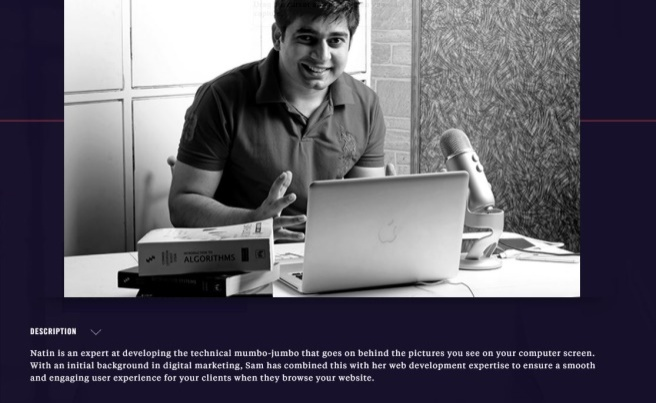 ALGORITHMS
DESCRIPTION
Natin is an expert at developing the technical mumbo-jumbo that goes on behind the pictures you see on your computer screen.
With an initial background in digital marketing, Sam has combined this with her web development expertise to ensure a smooth
and engaging user experience for your clients when they browse your website.